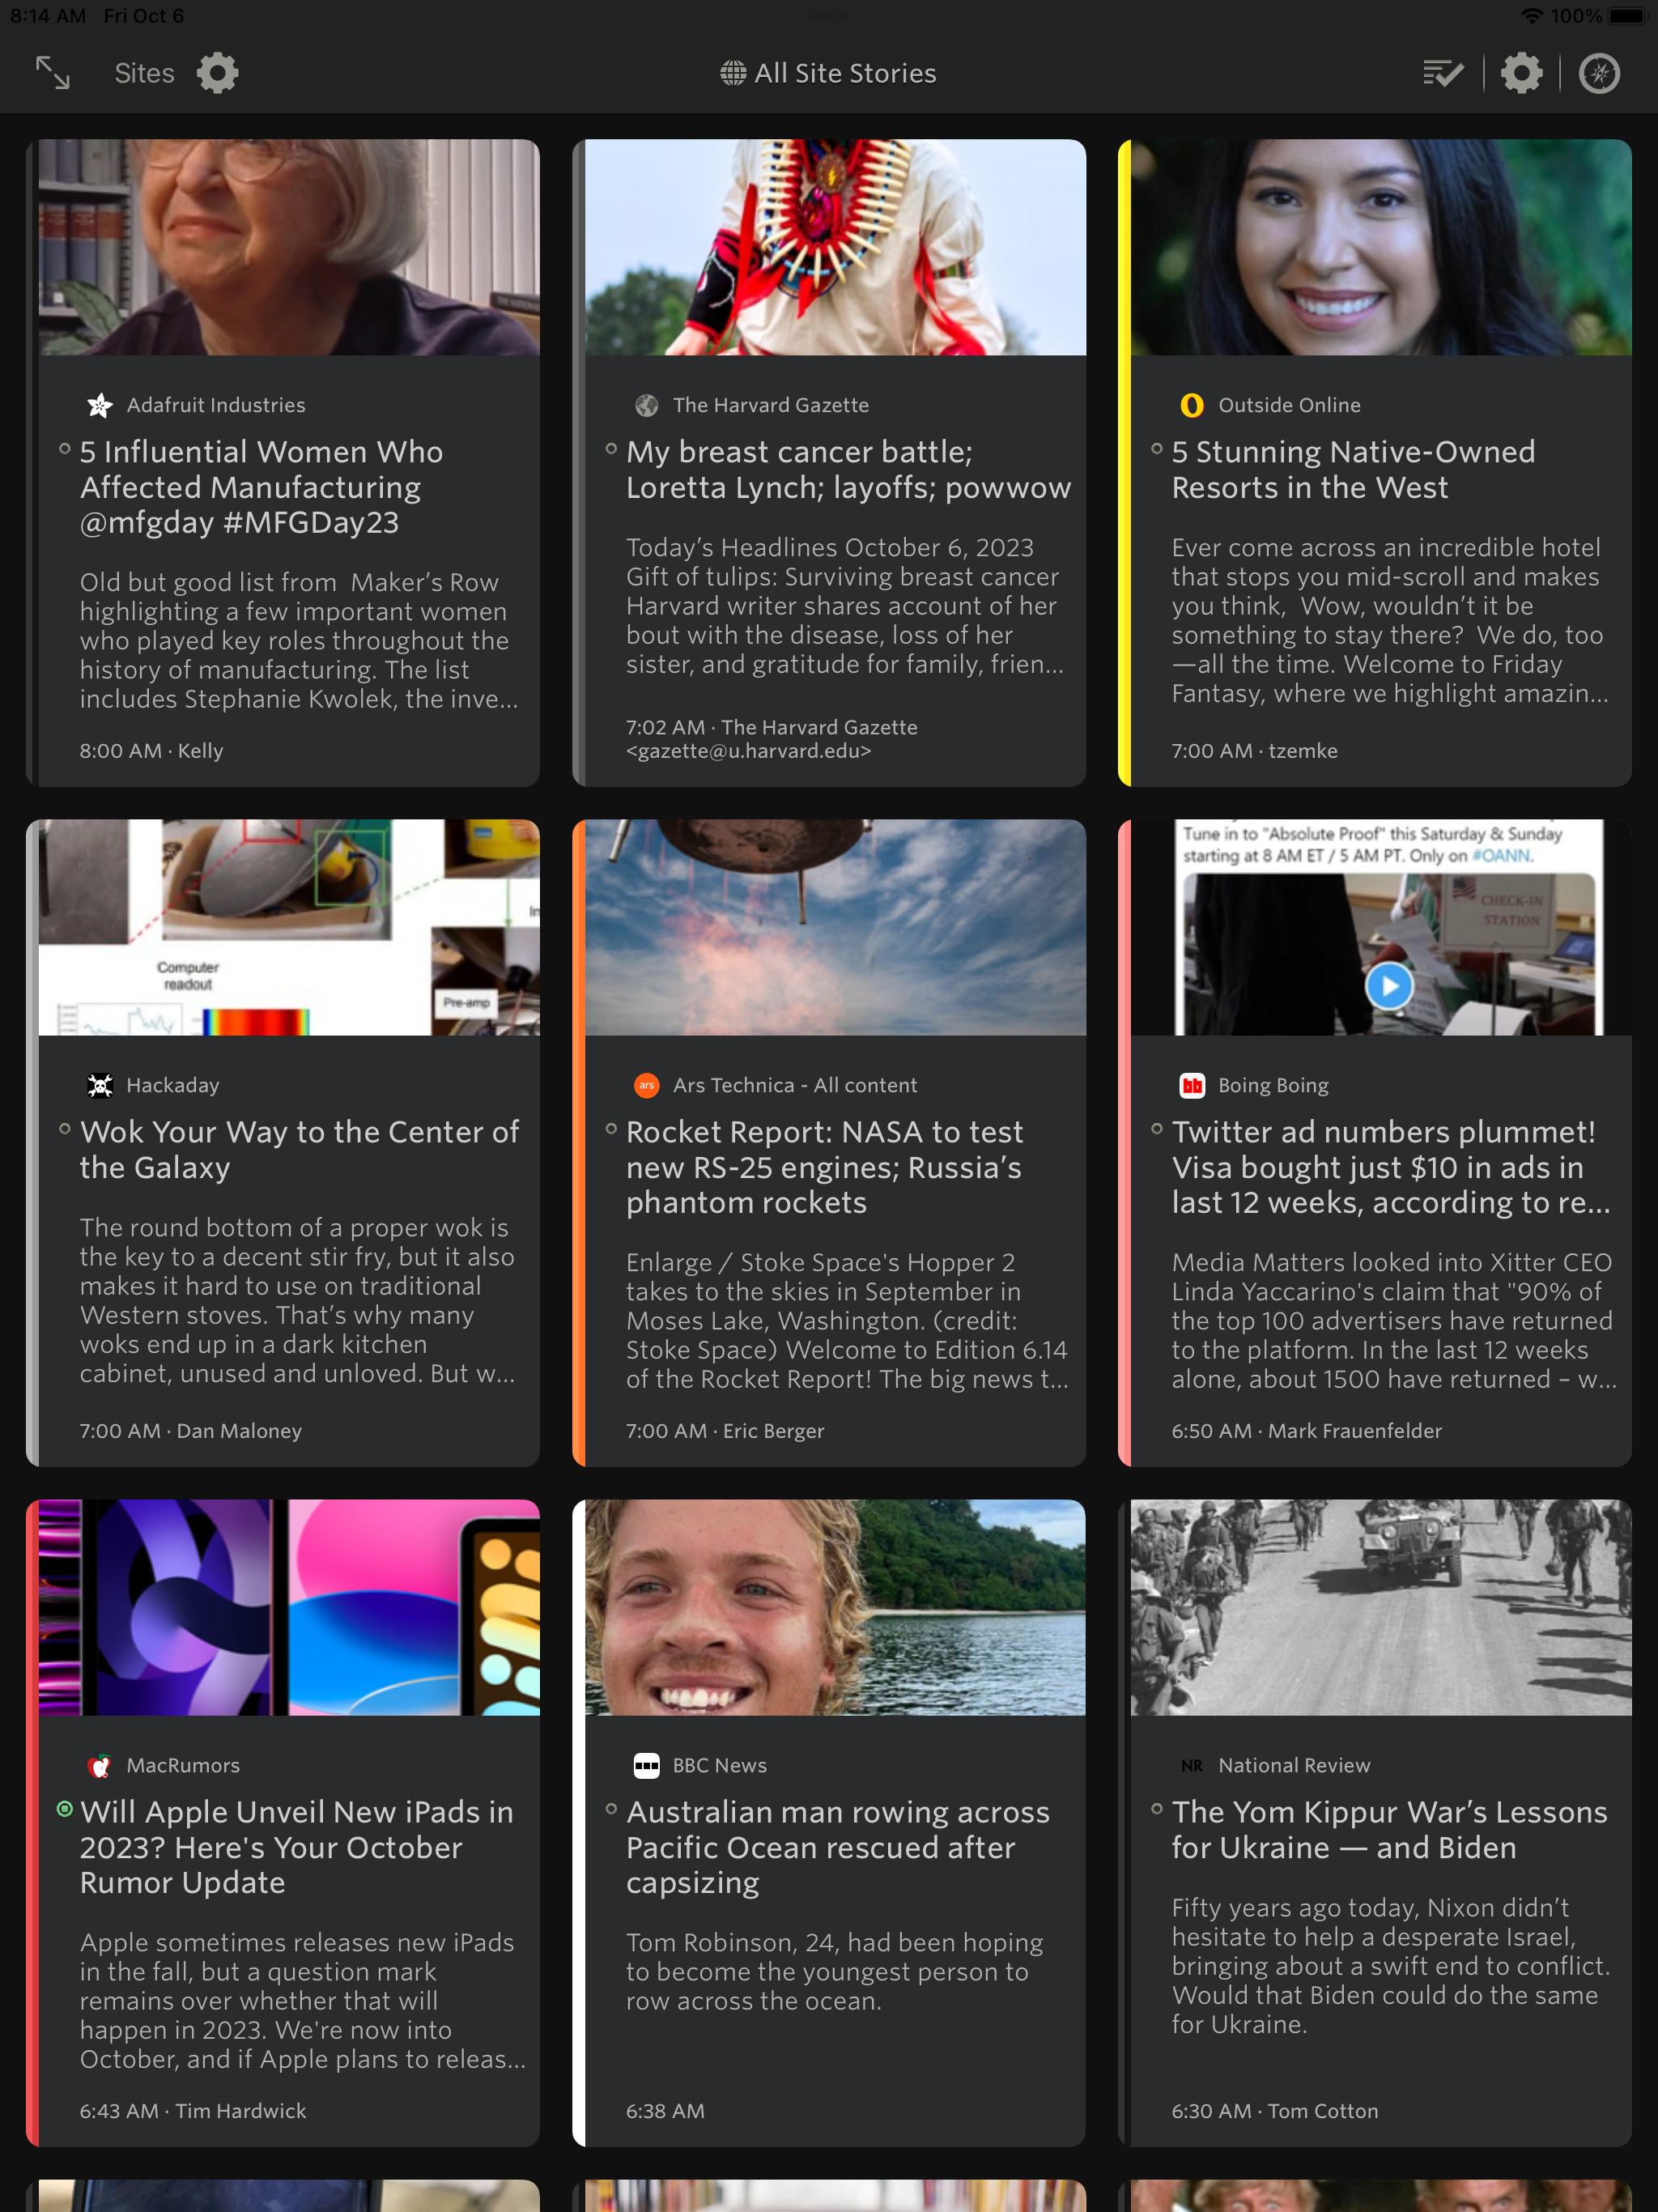 8:14 AM Fri Oct 6
100%
Sites
All Site Stories
Adafruit Industries
5 Influential Women Who
Affected Manufacturing
@mfgday #MFGDay23
Old but good list from Maker’s Row
highlighting a few important women
who played key roles throughout the
history of manufacturing. The list
includes Stephanie Kwolek, the inve...
8:00 AM · Kelly
The Harvard Gazette
My breast cancer battle;
Loretta Lynch; layoffs; powwow
Today’s Headlines October 6, 2023
Gift of tulips: Surviving breast cancer
Harvard writer shares account of her
bout with the disease, loss of her
sister, and gratitude for family, frien...
7:02 AM · The Harvard Gazette
<gazette@u.harvard.edu>
Outside Online
5 Stunning Native-Owned
Resorts in the West
Ever come across an incredible hotel
that stops you mid-scroll and makes
you think, Wow, wouldn’t it be
something to stay there? We do, too
—all the time. Welcome to Friday
Fantasy, where we highlight amazin...
7:00 AM · tzemke
Computer
readout
Pre-amp
Hackaday
Wok Your Way to the Center of
the Galaxy
The round bottom of a proper wok is
the key to a decent stir fry, but it also
makes it hard to use on traditional
Western stoves. That’s why many
woks end up in a dark kitchen
cabinet, unused and unloved. But w...
7:00 AM · Dan Maloney
ars
Ars Technica - All content
Rocket Report: NASA to test
new RS-25 engines; Russia’s
phantom rockets
Enlarge / Stoke Space's Hopper 2
takes to the skies in September in
Moses Lake, Washington. (credit:
Stoke Space) Welcome to Edition 6.14
of the Rocket Report! The big news t...
7:00 AM · Eric Berger
Tune in to "Absolute Proof" this Saturday & Sunday
starting at 8 AM ET / 5 AM PT. Only on #OANN.
CHECK-IN
STATION
bb
Boing Boing
Twitter ad numbers plummet!
Visa bought just $10 in ads in
last 12 weeks, according to re...
Media Matters looked into Xitter CEO
Linda Yaccarino's claim that "90% of
the top 100 advertisers have returned
to the platform. In the last 12 weeks
alone, about 1500 have returned – w...
6:50 AM · Mark Frauenfelder
MacRumors
Will Apple Unveil New iPads in
2023? Here's Your October
Rumor Update
Apple sometimes releases new iPads
in the fall, but a question mark
remains over whether that will
happen in 2023. We're now into
October, and if Apple plans to releas...
6:43 AM · Tim Hardwick
BBC News
Australian man rowing across
Pacific Ocean rescued after
capsizing
Tom Robinson, 24, had been hoping
to become the youngest person to
row across the ocean.
6:38 AM
NR
National Review
The Yom Kippur War’s Lessons
for Ukraine — and Biden
Fifty years ago today, Nixon didn’t
hesitate to help a desperate Israel,
bringing about a swift end to conflict.
Would that Biden could do the same
for Ukraine.
6:30 AM · Tom Cotton